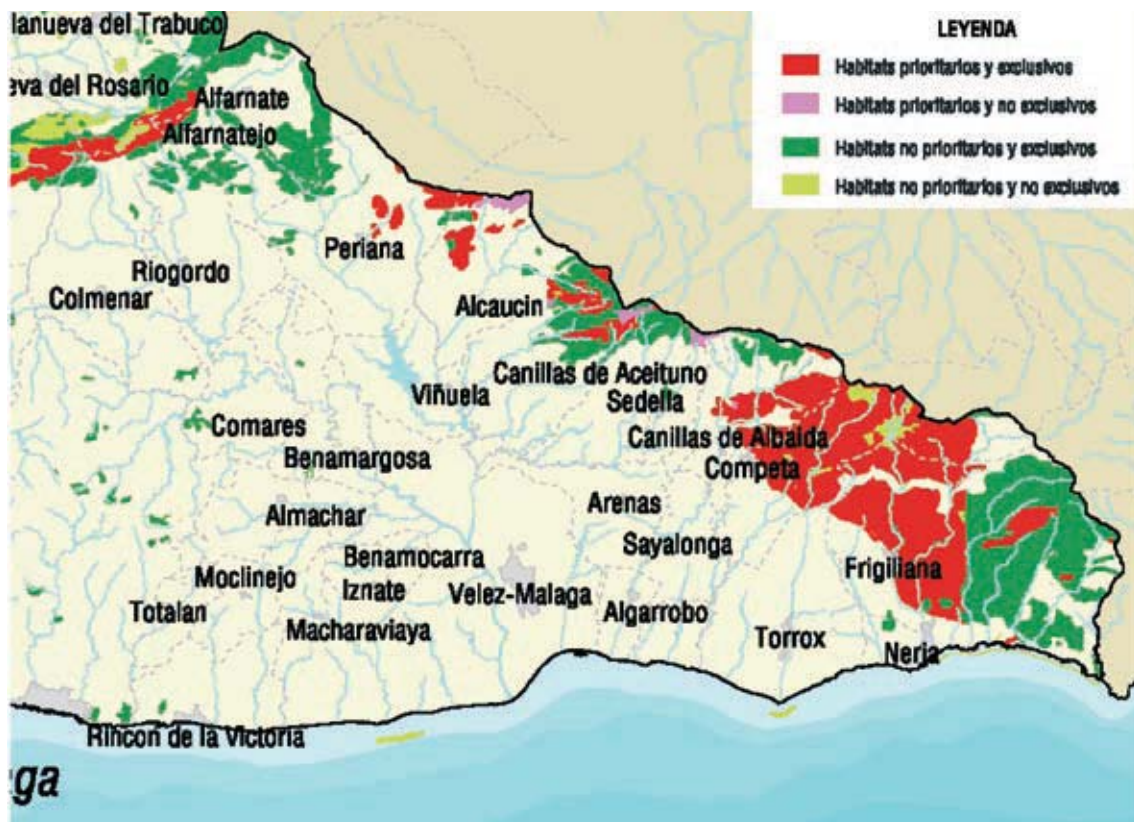 lanueva del Trabuco
eva del Rosario
Alfarnate
Alfarnatejo
LEYENDA
Habitats prioritarios y exclusivos
Habitats prioritarios y no exclusivos
Habitats no prioritarios y exclusivos
Habitats no prioritarios y no exclusivos
Periana
Riogordo
Colmenar
Alcaucin
Canillas de Aceituno
Viñuela
Sedella
Comares
Canillas de Albaida
Benamargosa
Competa
Arenas
Almachar
Sayalonga
Benamocarra
Frigiliana
Moclinejo
Iznate
Velez-Malaga
Totalan
Algarrobo
Macharaviaya
Torrox
Nerja
Rincon de la Victoria
ga